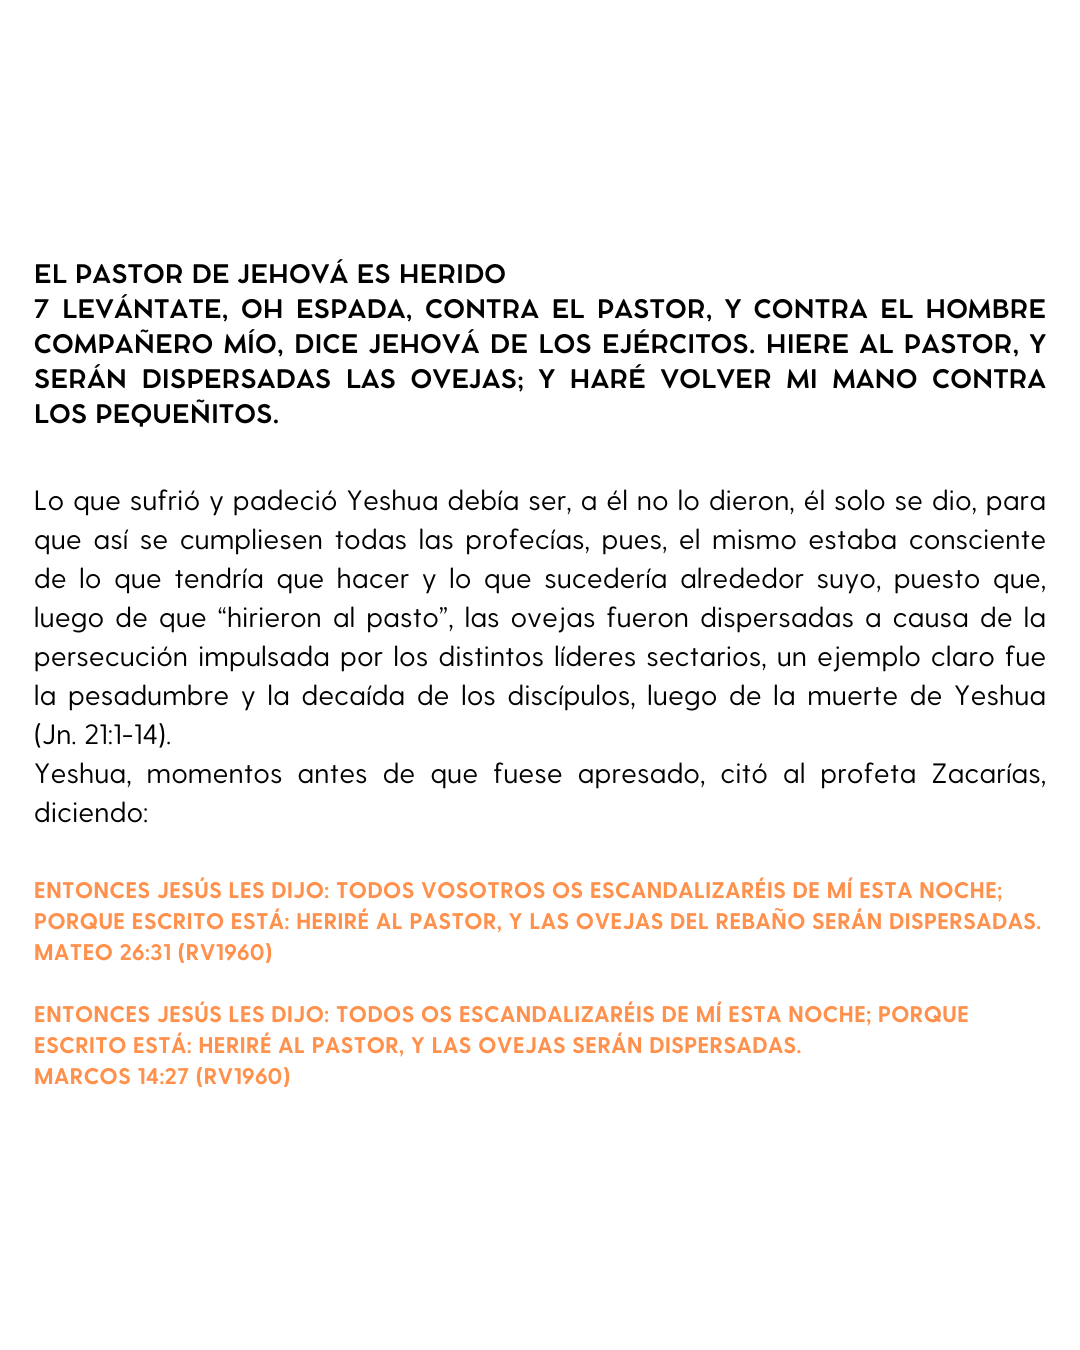 EL PASTOR DE JEHOVÁ ES HERIDO
7 LEVÁNTATE, OH ESPADA, CONTRA EL PASTOR, Y CONTRA EL HOMBRE
COMPAÑERO MÍO, DICE JEHOVÁ DE LOS EJÉRCITOS. HIERE AL PASTOR, Y
SERÁN DISPERSADAS LAS OVEJAS; Y HARÉ VOLVER MI MANO CONTRA
LOS PEQUEÑITOS.
Lo que sufrió y padeció Yeshua debía ser, a él no lo dieron, él solo se dio, para
que así se cumpliesen todas las profecías, pues, el mismo estaba consciente
de lo que tendría que hacer y lo que sucedería alrededor suyo, puesto que,
luego de que “hirieron al pasto”, las ovejas fueron dispersadas a causa de la
persecución impulsada por los distintos líderes sectarios, un ejemplo claro fue
la pesadumbre y la decaída de los discípulos, luego de la muerte de Yeshua
(Jn. 21:1-14).
Yeshua, momentos antes de que fuese apresado, citó al profeta Zacarías,
diciendo:
ENTONCES JESÚS LES DIJO: TODOS VOSOTROS OS ESCANDALIZARÉIS DE MÍ ESTA NOCHE;
PORQUE ESCRITO ESTÁ: HERIRÉ AL PASTOR, Y LAS OVEJAS DEL REBAÑO SERÁN DISPERSADAS.
MATEO 26:31 (RV1960)
ENTONCES JESÚS LES DIJO: TODOS OS ESCANDALIZARÉIS DE MÍ ESTA NOCHE; PORQUE
ESCRITO ESTÁ: HERIRÉ AL PASTOR, Y LAS OVEJAS SERÁN DISPERSADAS.
MARCOS 14:27 (RV1960)